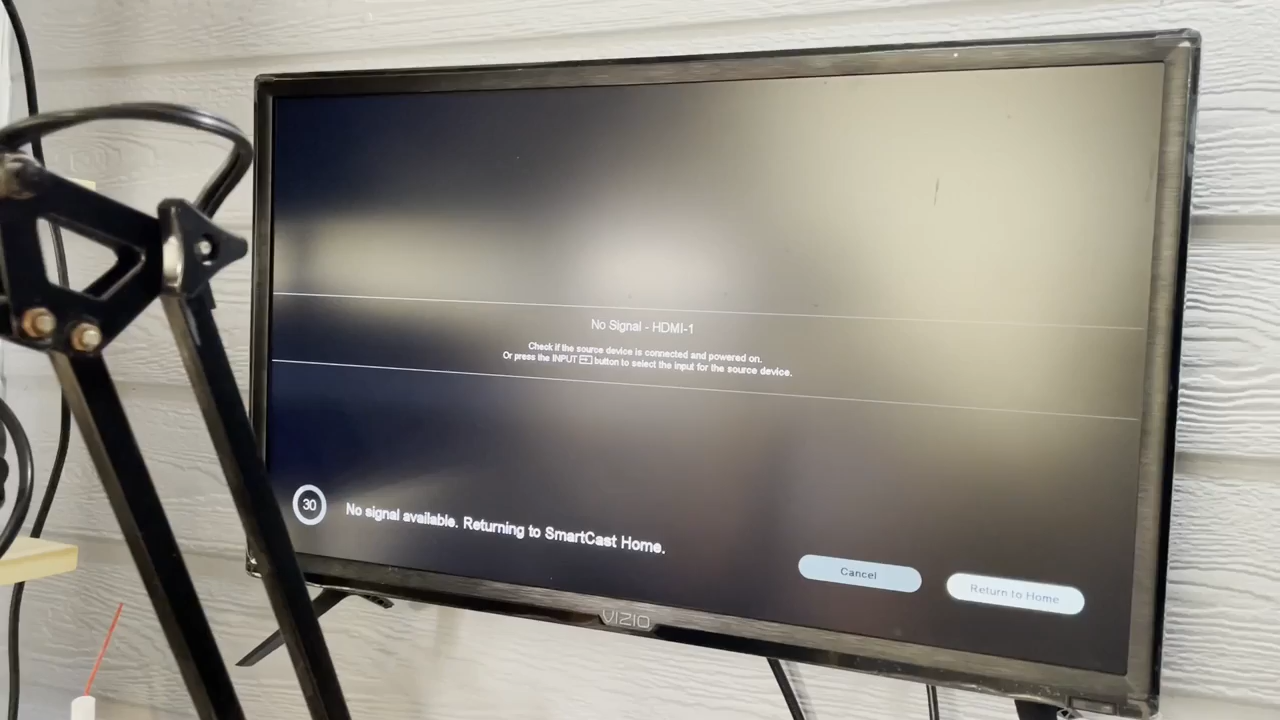 No Signal - HDMI-1
Check if the source device is connected and powered on.
Or press the INPUT button to select the input for the source device.
30
No signal available. Returning to SmartCast Home.
Cancel
Return to Home
VIZIO